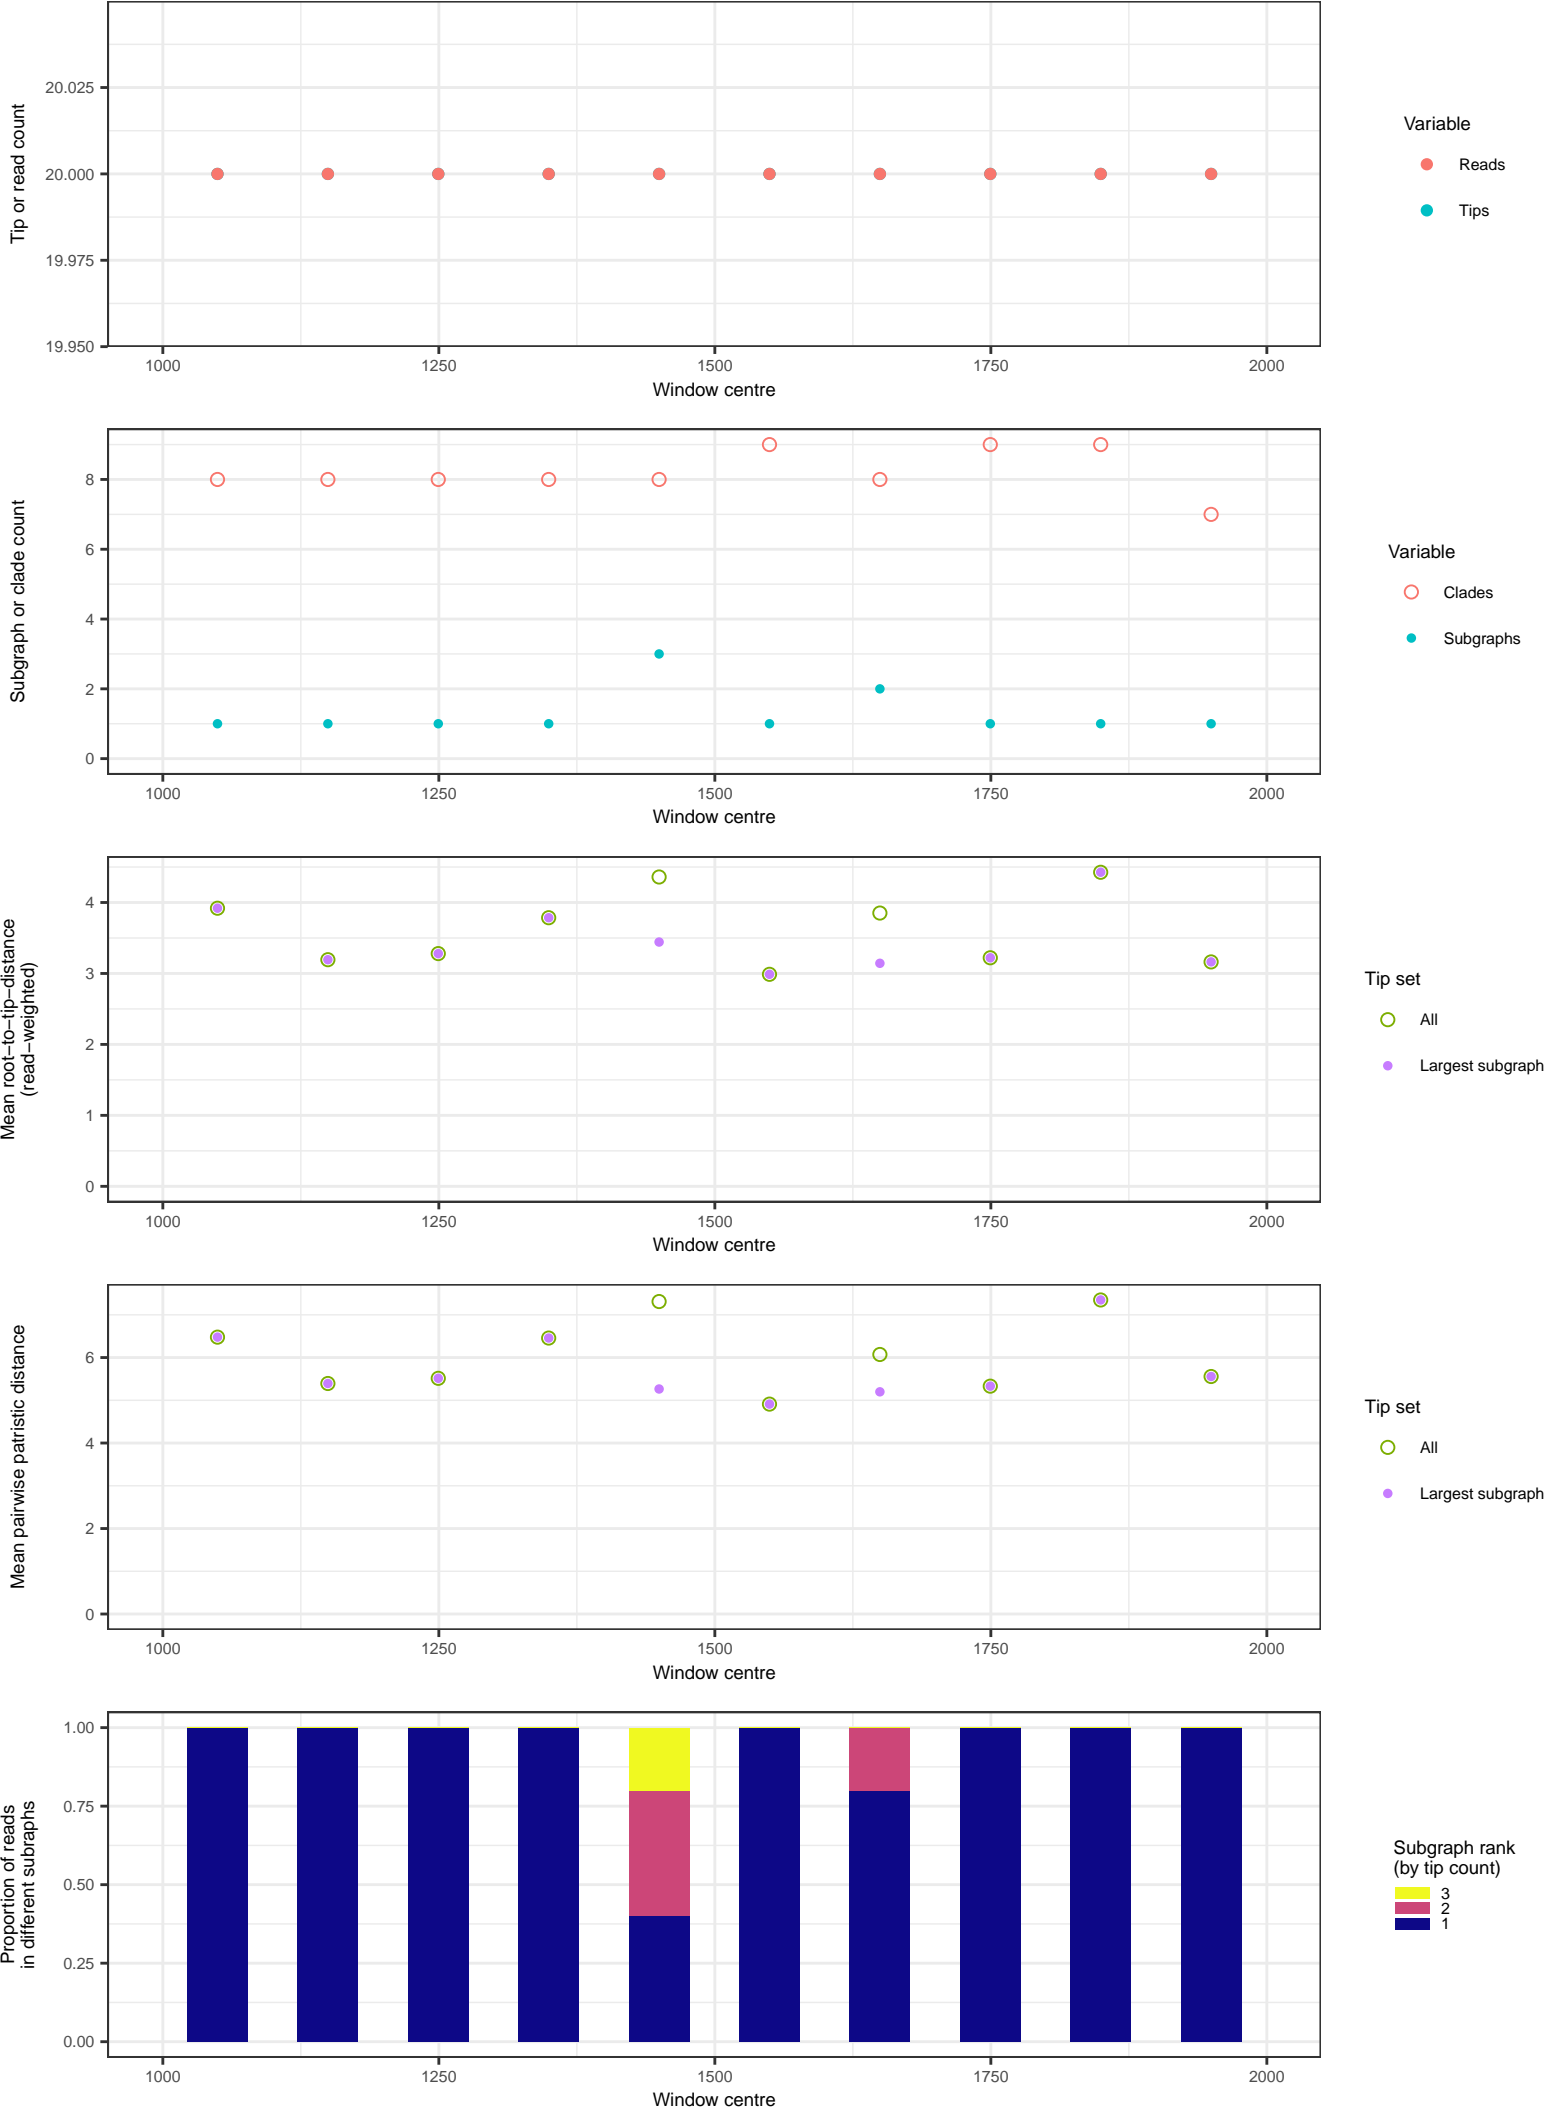 Tip or read count
20.025
20.000
19.975
19.950
1000 1250 1500 1750 2000
Window centre
Variable
Reads
Tips
Subgraph or clade count
8
6
4
2
0
1000 1250 1500 1750 2000
Window centre
Variable
Clades
Subgraphs
Mean root−to−tip−distance
(read−weighted)
4
3
2
1
0
1000 1250 1500 1750 2000
Window centre
Tip set
All
Largest subgraph
Mean pairwise patristic distance
6
4
2
0
1000 1250 1500 1750 2000
Window centre
Tip set
All
Largest subgraph
Proportion of reads
in different subraphs
1.00
0.75
0.50
0.25
0.00
1000 1250 1500 1750 2000
Window centre
Subgraph rank
(by tip count)
3
2
1